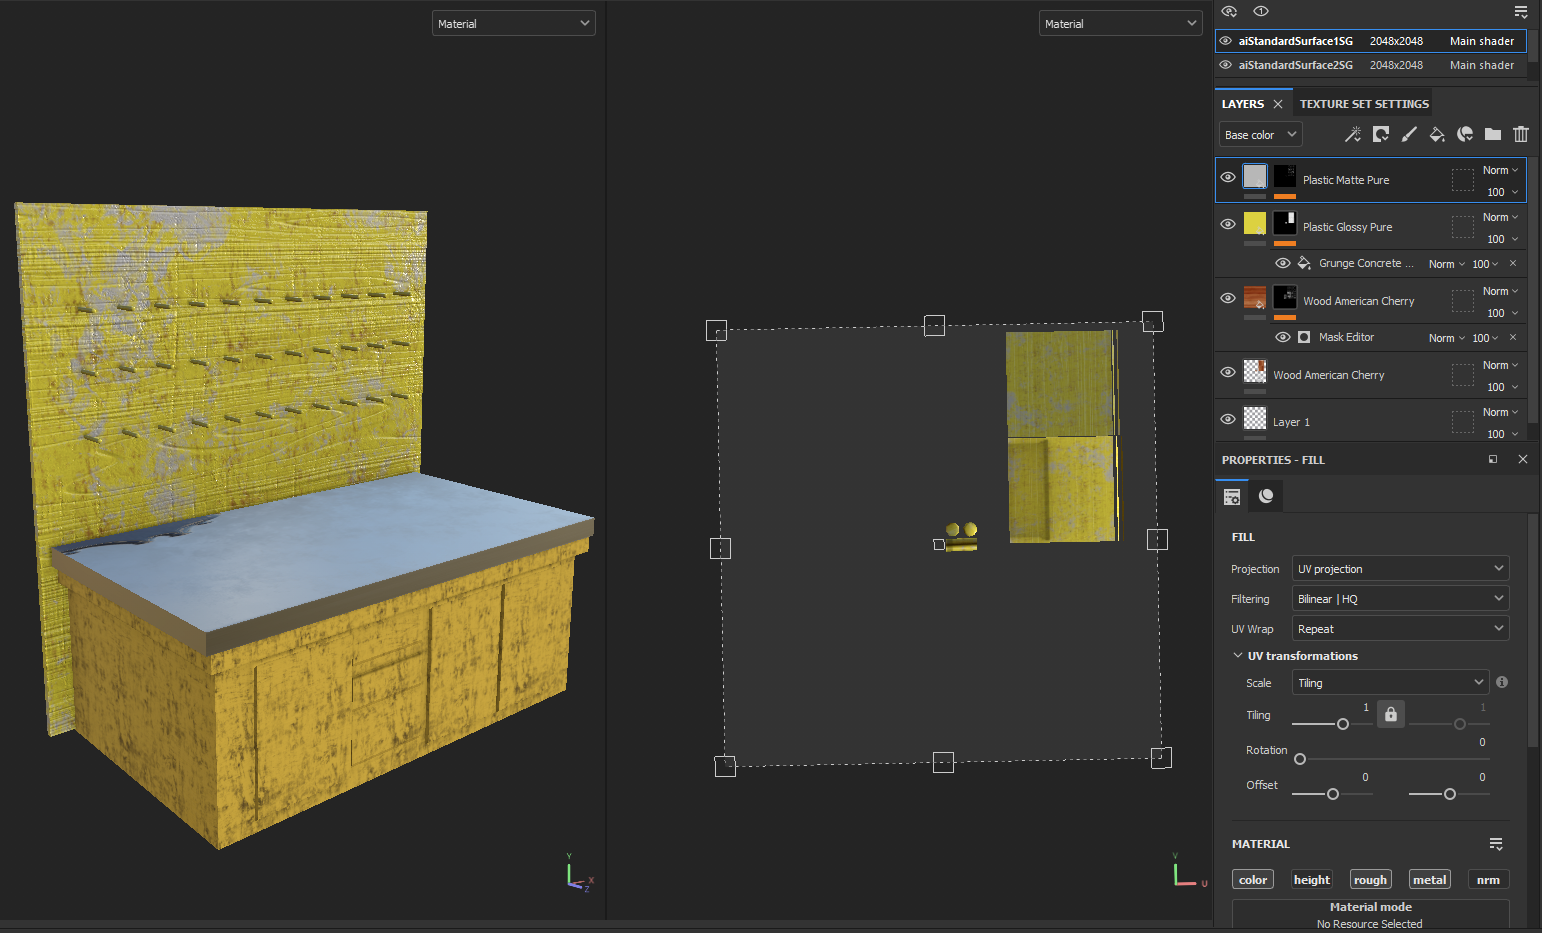 Material
Material
aiStandardSurface1SG 2048x2048 Main shader
aiStandardSurface2SG 2048x2048 Main shader
LAYERS TEXTURE SET SETTINGS
Base color
Norm
Plastic Matte Pure
100
Norm
Plastic Glossy Pure
100
Grunge Concrete ... Norm 100
Norm
Wood American Cherry
100
Mask Editor Norm 100
Norm
Wood American Cherry
100
Norm
Layer 1
100
PROPERTIES - FILL
FILL
Projection UV projection
Filtering Bilinear | HQ
UV Wrap Repeat
UV transformations
Scale Tiling
Tiling 1 1
Rotation 0
Offset 0 0
MATERIAL
color height rough metal nrm
Material mode
No Resource Selected
Y
X
Z
V
U